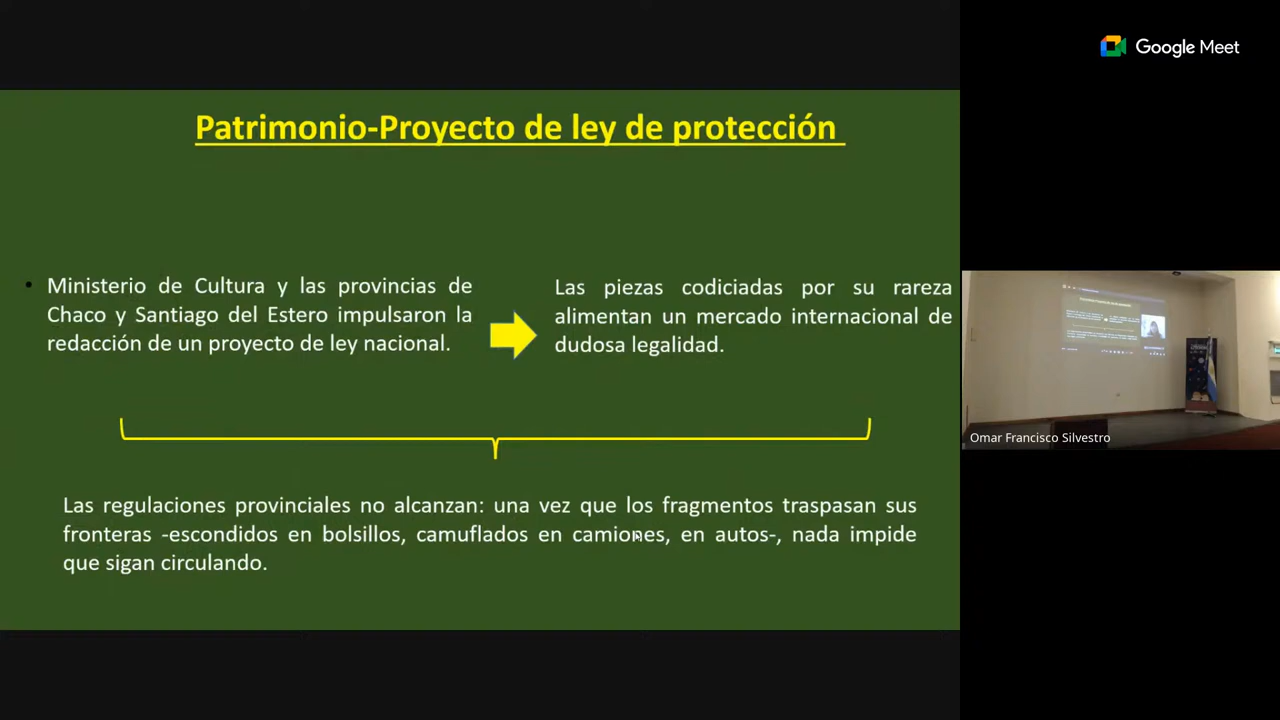 Google Meet
Patrimonio-Proyecto de ley de protección
• Ministerio de Cultura y las provincias de
Chaco y Santiago del Estero impulsaron la
redacción de un proyecto de ley nacional.
Las piezas codiciadas por su rareza
alimentan un mercado internacional de
dudosa legalidad.
Las regulaciones provinciales no alcanzan: una vez que los fragmentos traspasan sus
fronteras -escondidos en bolsillos, camuflados en camiones, en autos-, nada impide
que sigan circulando.
Omar Francisco Silvestro